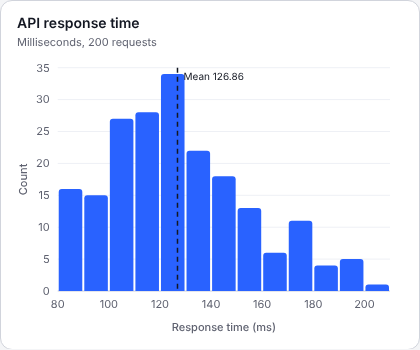 API response time
Milliseconds, 200 requests
35
Mean 126.86
30
25
20
15
10
5
0
Count
80 100 120 140 160 180 200
Response time (ms)